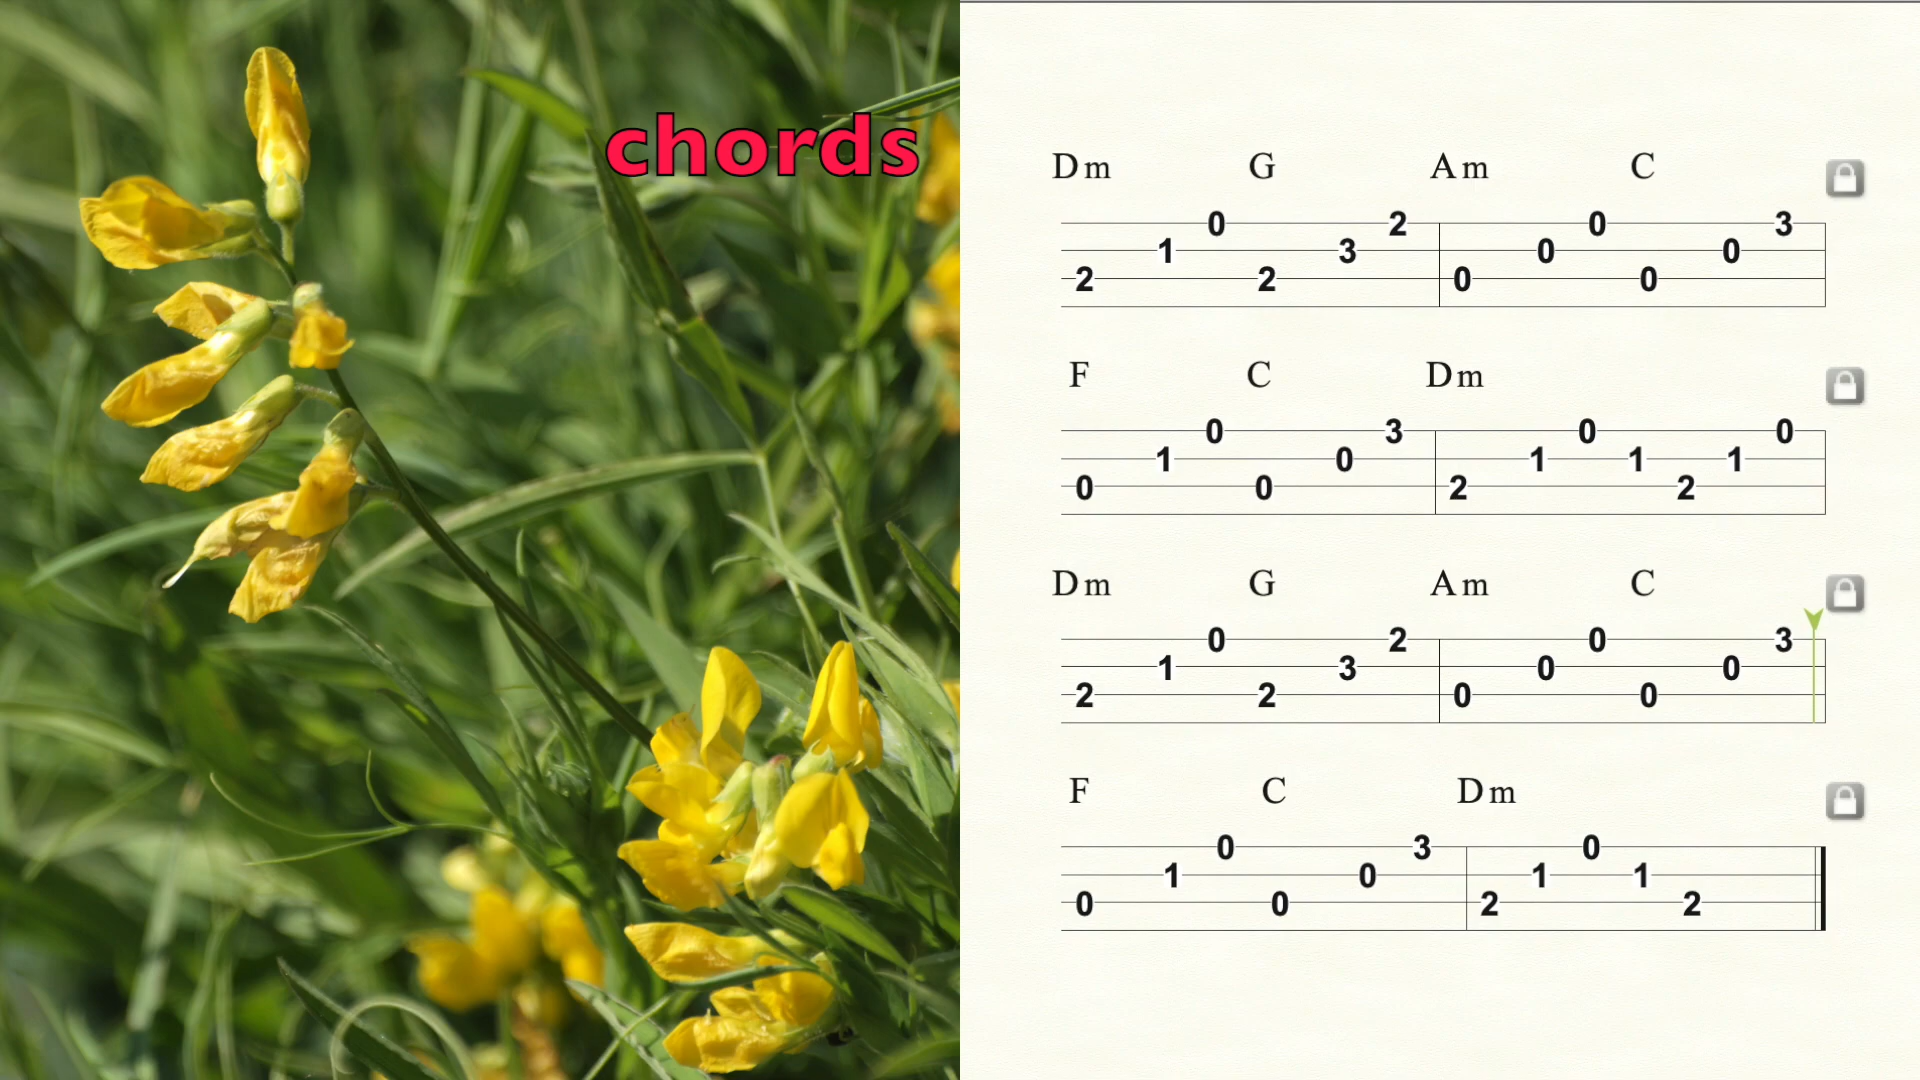 chords
Dm G Am C
0 2 0 3
1 3 0 0
2 2 0 0
F C Dm
0 3 0 0
1 0 1 1 1
0 0 2 2
Dm G Am C
0 2 0 3
1 3 0 0
2 2 0 0
F C Dm
0 3 0
1 0 1 1
0 0 2 2